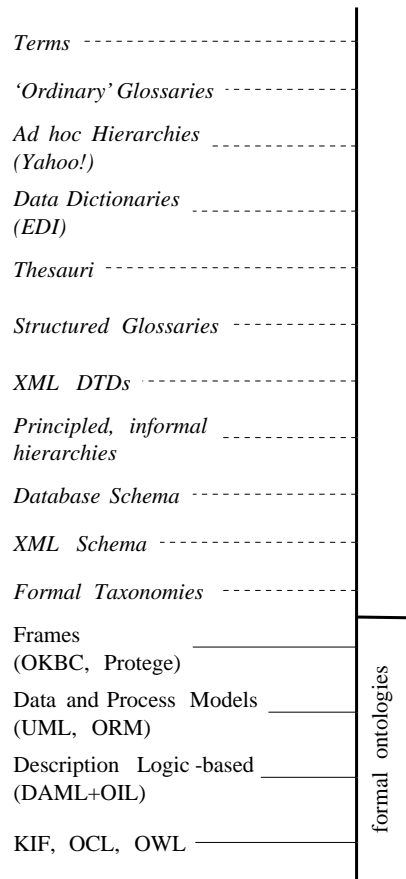 Terms
‘Ordinary’ Glossaries
Ad hoc Hierarchies
(Yahoo!)
Data Dictionaries
(EDI)
Thesauri
Structured Glossaries
XML DTDs
Principled, informal
hierarchies
Database Schema
XML Schema
Formal Taxonomies
Frames
(OKBC, Protege)
Data and Process Models
(UML, ORM)
Description Logic-based
(DAML+OIL)
KIF, OCL, OWL
formal ontologies